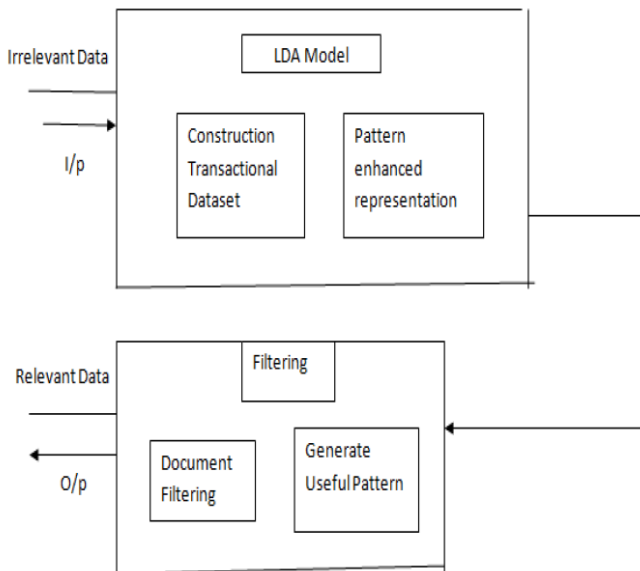 Irrelevant Data
I/p
LDA Model
Construction
Transactional
Dataset
Pattern
enhanced
representation
Relevant Data
O/p
Filtering
Document
Filtering
Generate
Useful Pattern